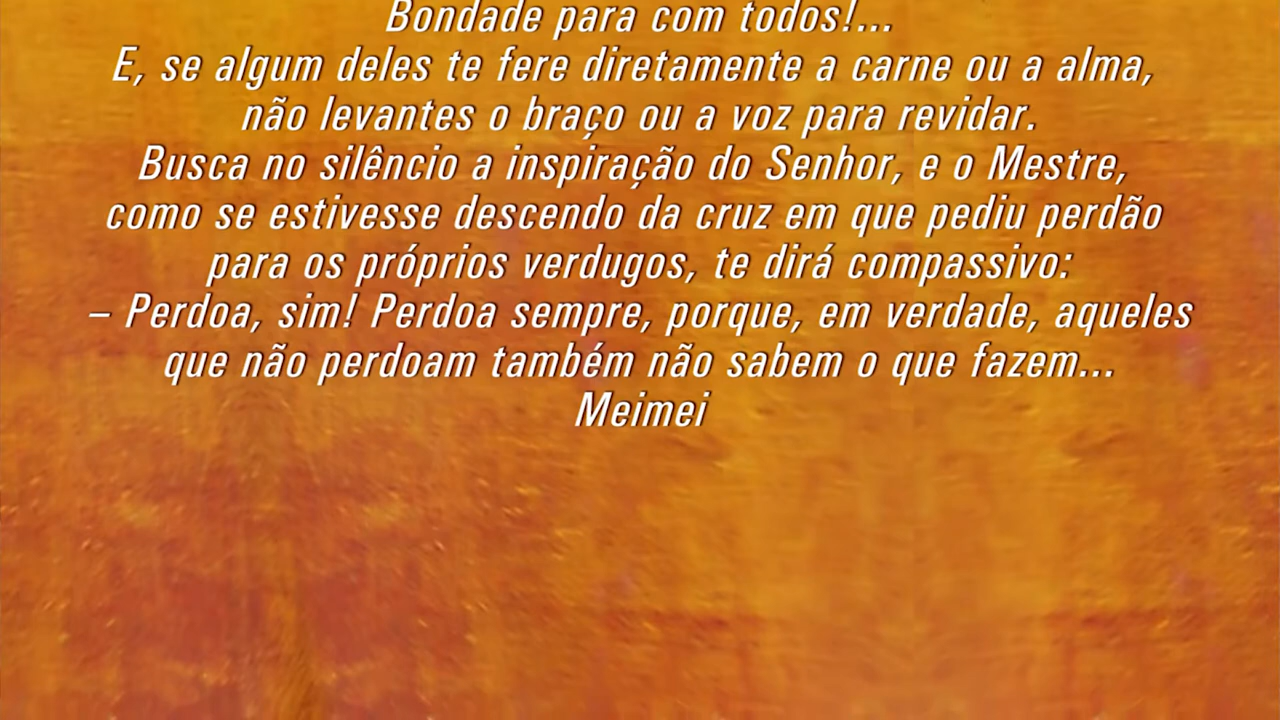 Bondade para com todos!...
E, se algum deles te fere diretamente a carne ou a alma,
não levantes o braço ou a voz para revidar.
Busca no silêncio a inspiração do Senhor, e o Mestre,
como se estivesse descendo da cruz em que pediu perdão
para os próprios verdugos, te dirá compassivo:
– Perdoa, sim! Perdoa sempre, porque, em verdade, aqueles
que não perdoam também não sabem o que fazem...
Meimei